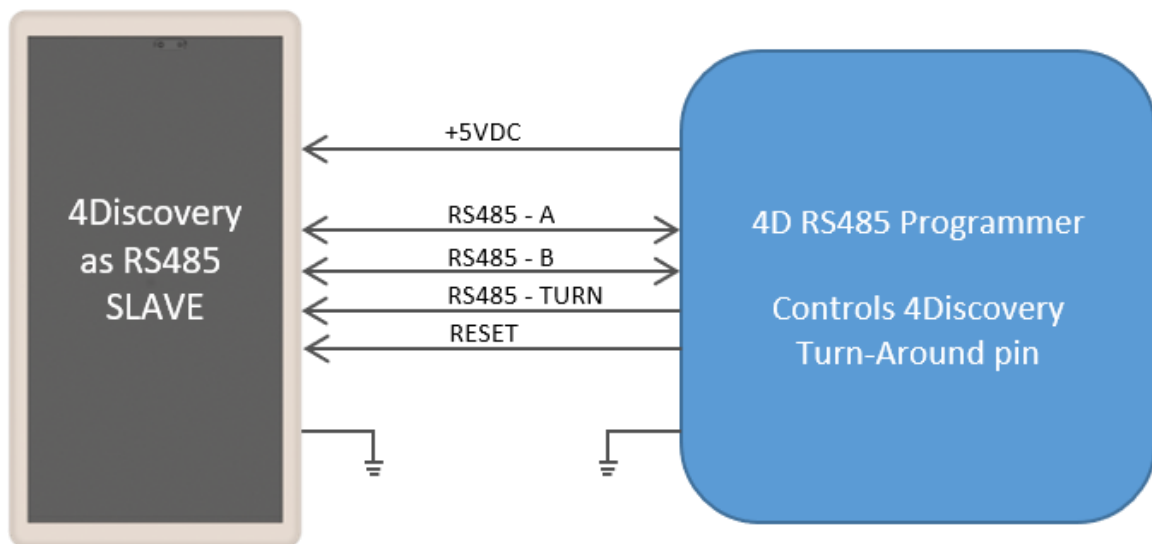 4Discovery
as RS485
SLAVE
+5VDC
RS485 - A
RS485 - B
RS485 - TURN
RESET
4D RS485 Programmer
Controls 4Discovery
Turn-Around pin